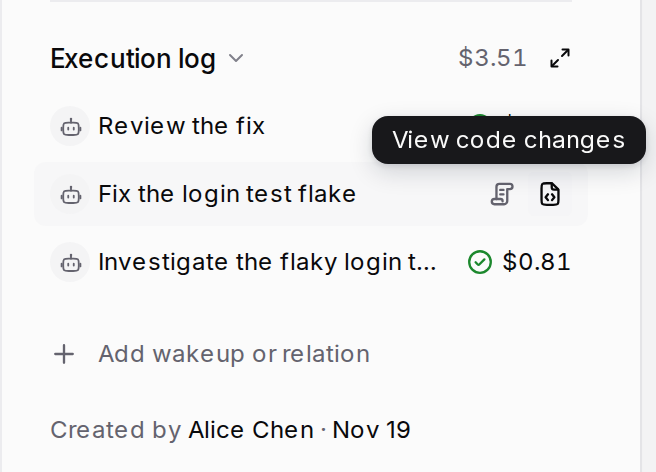 Execution log
$3.51
Review the fix
View code changes
Fix the login test flake
Investigate the flaky login t...
$0.81
Add wakeup or relation
Created by Alice Chen · Nov 19